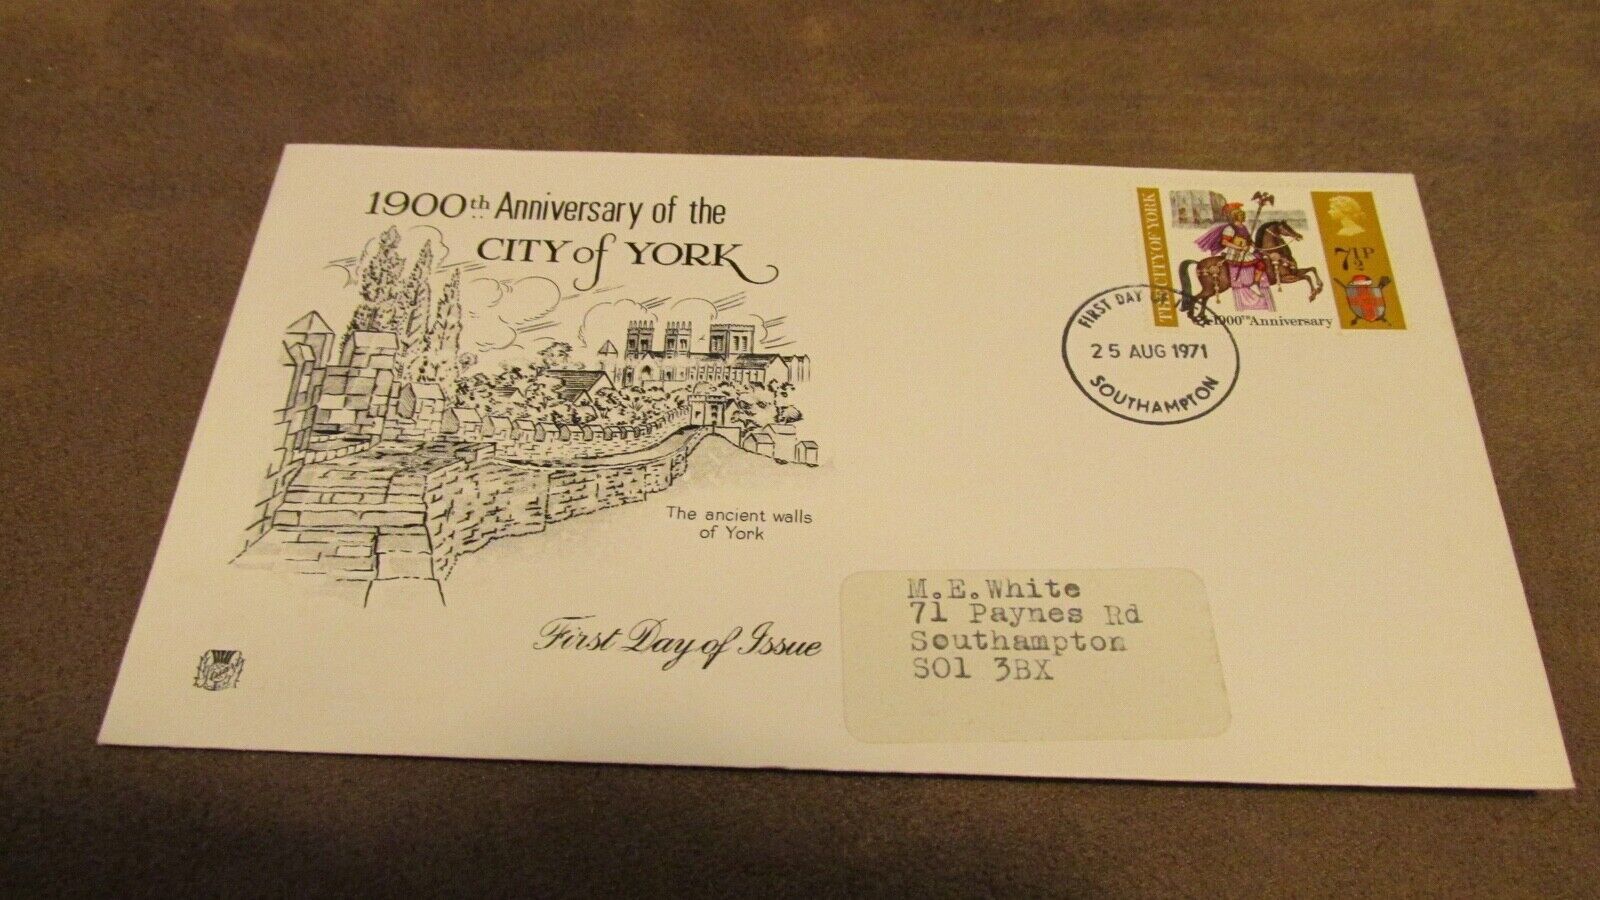 1900th Anniversary of the
CITY of YORK
The ancient walls
of York
First Day of Issue
THE CITY OF YORK
7½P
1900th Anniversary
FIRST DAY
25 AUG 1971
SOUTHAMPTON
M.E.White
71 Paynes Rd
Southampton
SO1 3BX